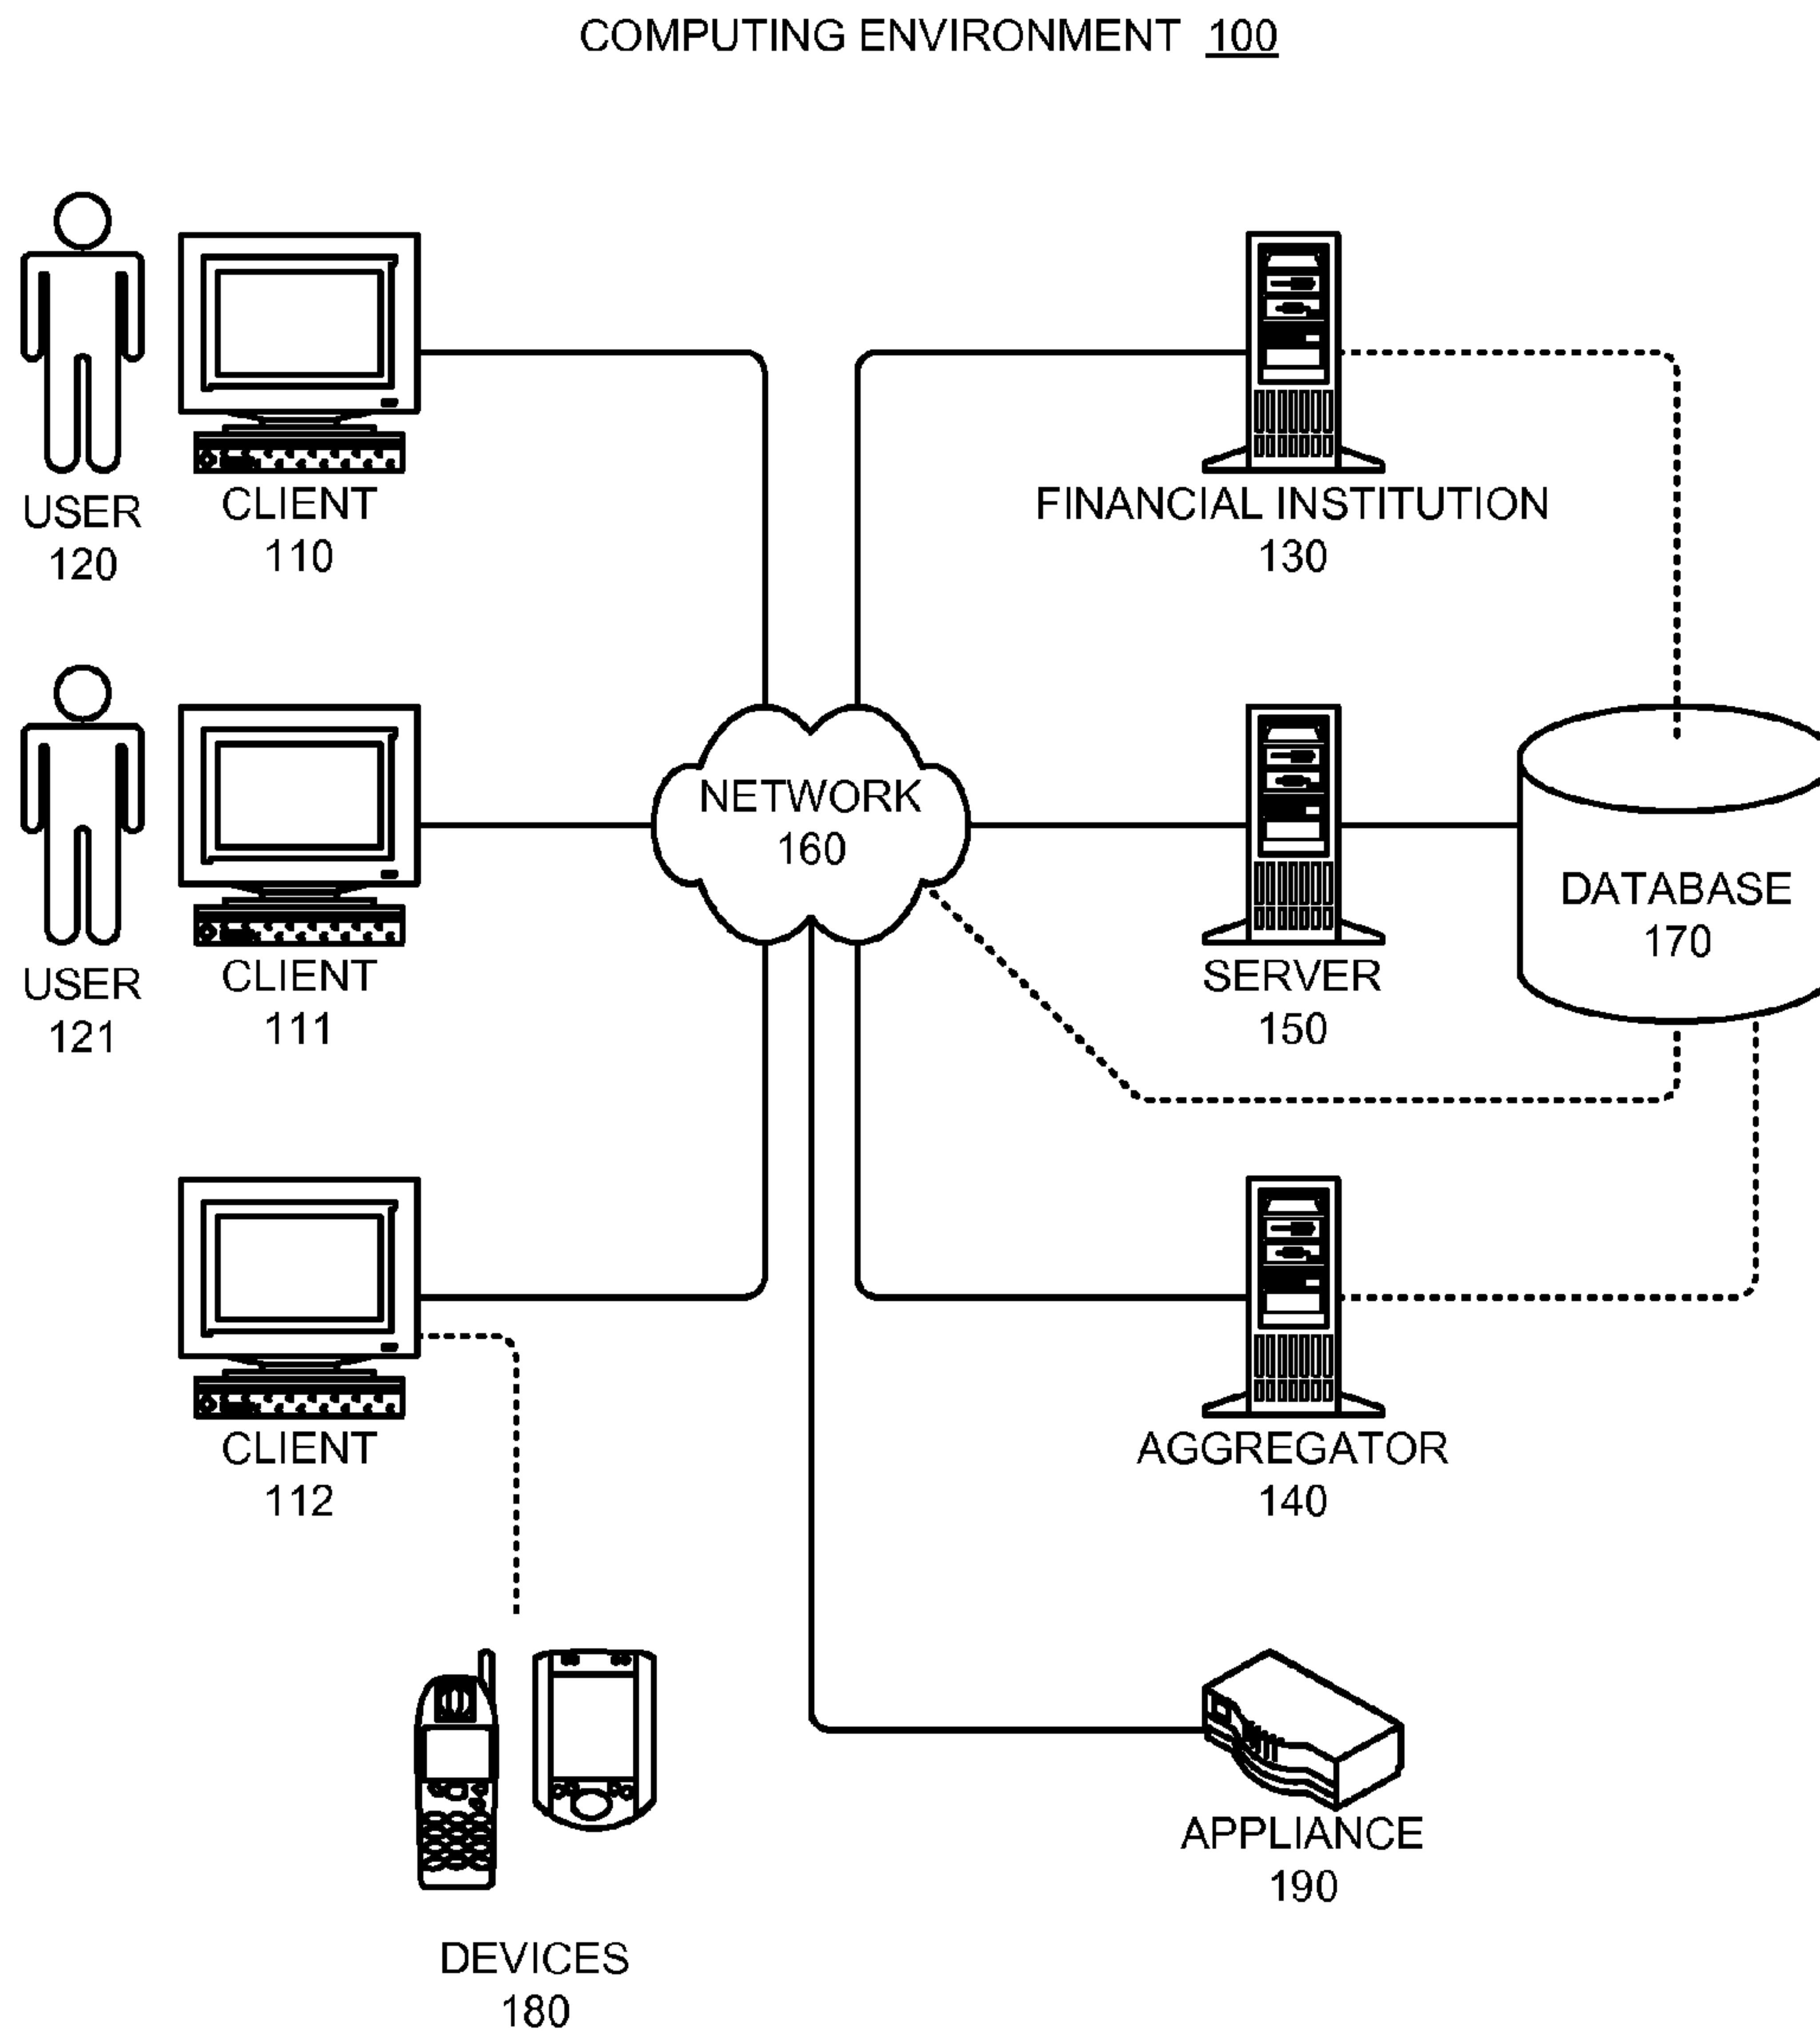 COMPUTING ENVIRONMENT 100
USER
120
CLIENT
110
FINANCIAL INSTITUTION
130
NETWORK
160
USER
121
CLIENT
111
SERVER
150
DATABASE
170
CLIENT
112
AGGREGATOR
140
DEVICES
180
APPLIANCE
190